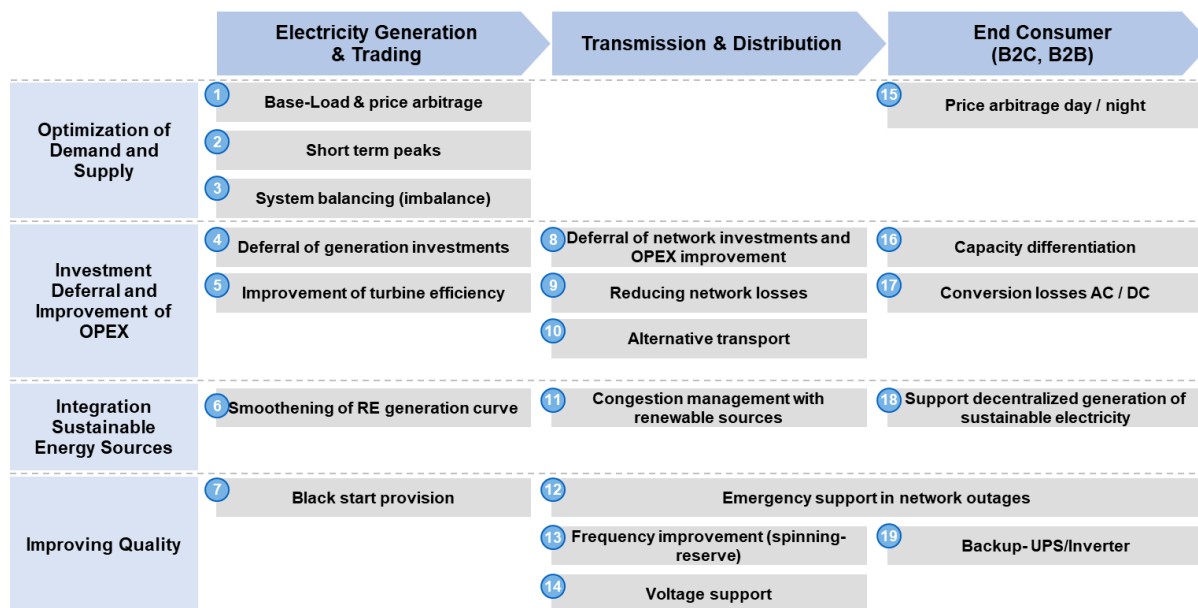 Electricity Generation
& Trading
Transmission & Distribution
End Consumer
(B2C, B2B)
Optimization of
Demand and
Supply
1 Base-Load & price arbitrage
2 Short term peaks
3 System balancing (imbalance)
15 Price arbitrage day / night
Investment
Deferral and
Improvement of
OPEX
4 Deferral of generation investments
5 Improvement of turbine efficiency
8 Deferral of network investments and
OPEX improvement
9 Reducing network losses
10 Alternative transport
16 Capacity differentiation
17 Conversion losses AC / DC
Integration
Sustainable
Energy Sources
6 Smoothening of RE generation curve
11 Congestion management with
renewable sources
18 Support decentralized generation of
sustainable electricity
Improving Quality
7 Black start provision
12 Emergency support in network outages
13 Frequency improvement (spinning-
reserve)
14 Voltage support
19 Backup- UPS/Inverter